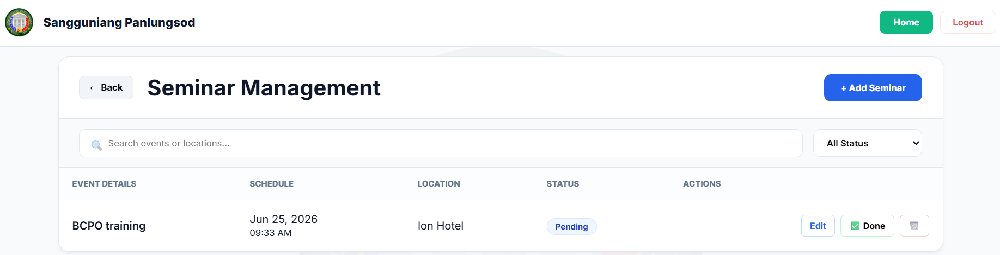 Sangguniang Panlungsod
Home
Logout
← Back
Seminar Management
+ Add Seminar
Search events or locations...
All Status
EVENT DETAILS
SCHEDULE
LOCATION
STATUS
ACTIONS
BCPO training
Jun 25, 2026
09:33 AM
Ion Hotel
Pending
Edit
✅ Done